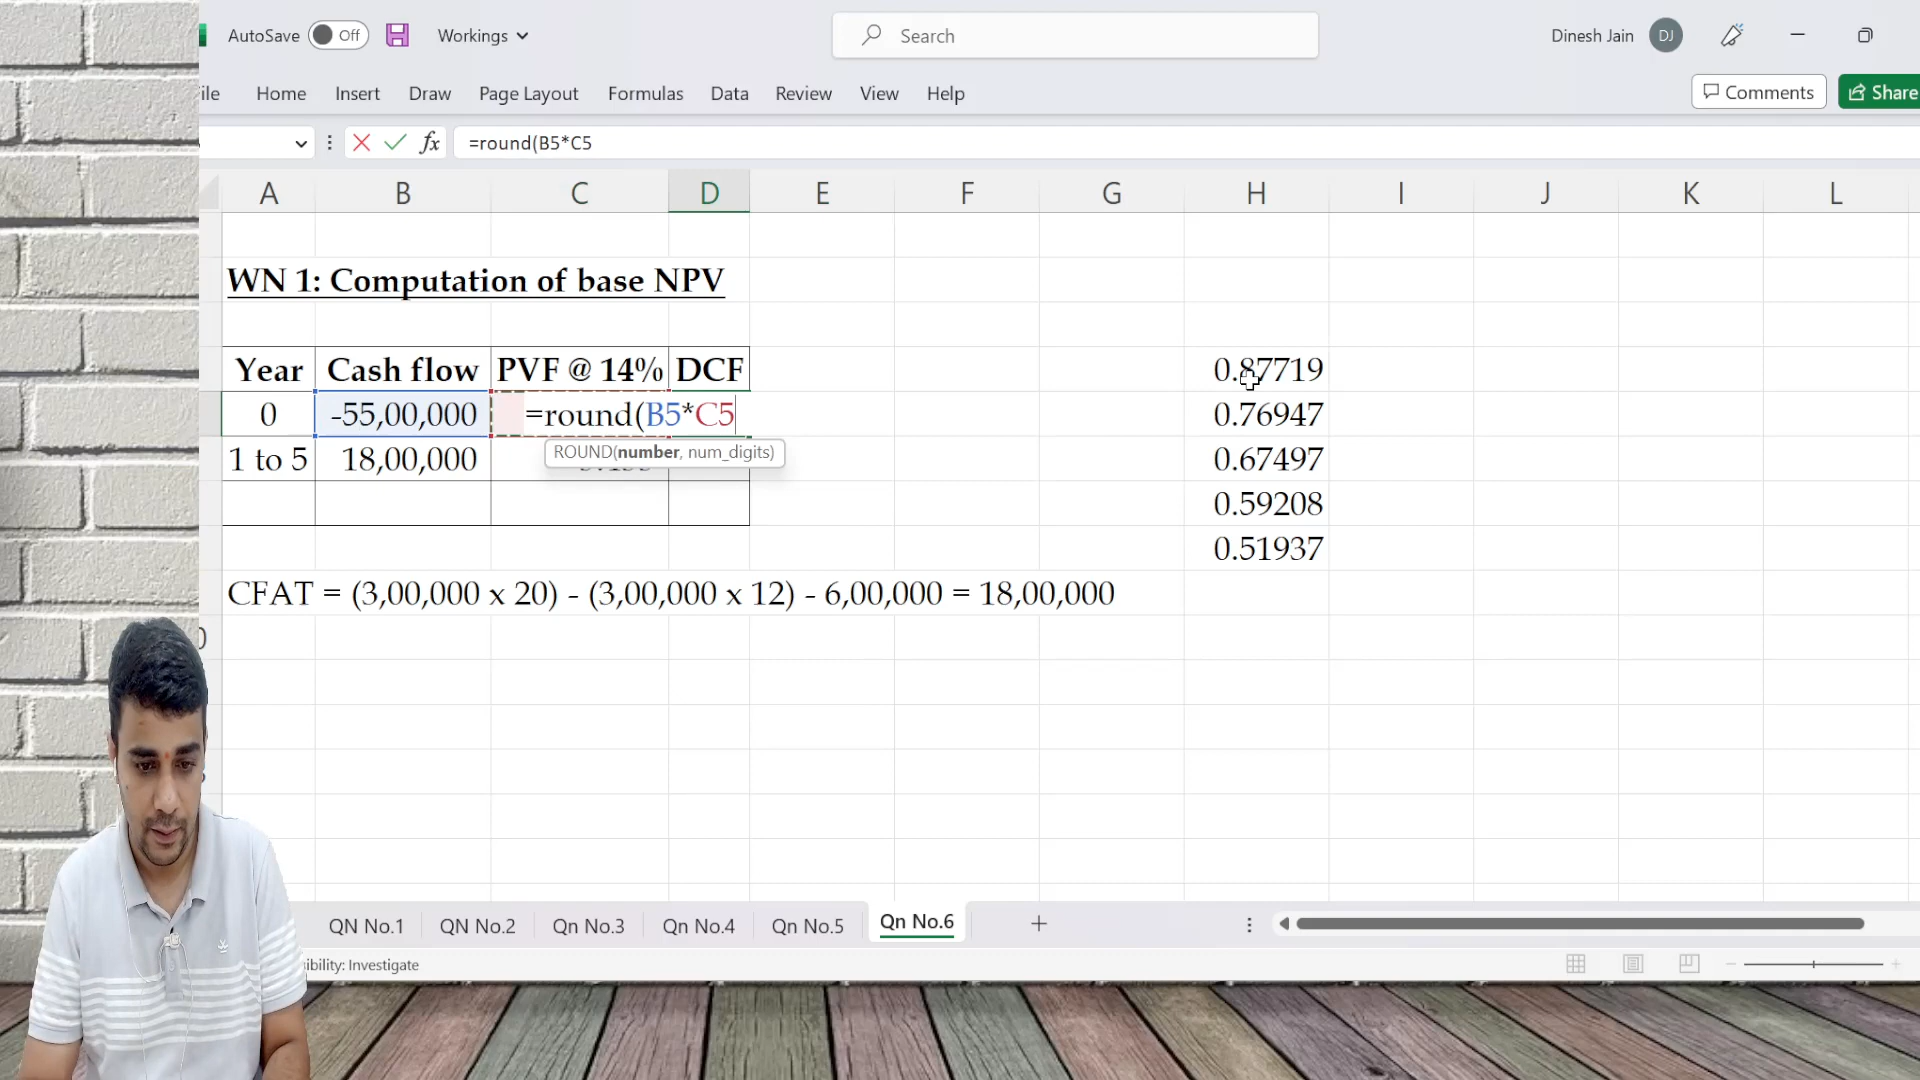 AutoSave Off Workings Search Dinesh Jain DJ
ile Home Insert Draw Page Layout Formulas Data Review View Help Comments Share
fx =round(B5*C5
A B C D E F G H I J K L
WN 1: Computation of base NPV
Year Cash flow PVF @ 14% DCF 0.87719
0 -55,00,000 =round(B5*C5 0.76947
ROUND(number, num_digits)
1 to 5 18,00,000 0.67497
0.59208
0.51937
CFAT = (3,00,000 x 20) - (3,00,000 x 12) - 6,00,000 = 18,00,000
QN No.1 QN No.2 Qn No.3 Qn No.4 Qn No.5 Qn No.6
ibility: Investigate